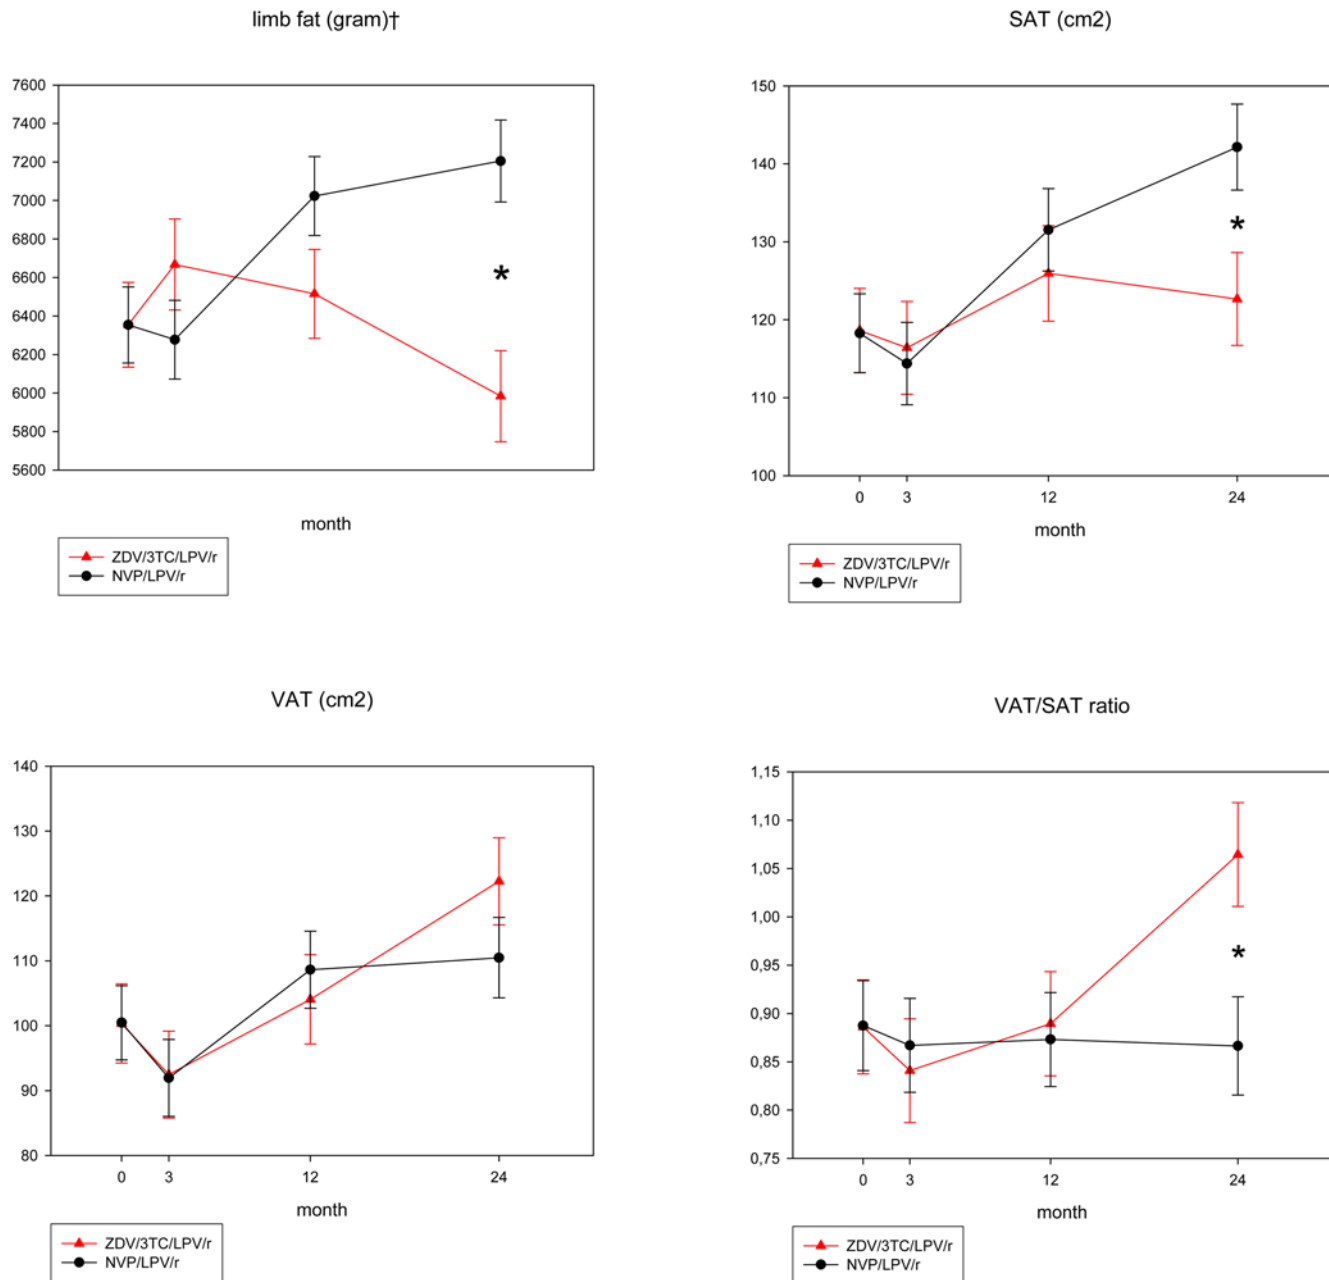 limb fat (gram)†
7600
7400
7200
7000
6800
6600
6400
6200
6000
5800
5600
*
month
ZDV/3TC/LPV/r
NVP/LPV/r
SAT (cm2)
150
140
130
120
110
100
*
0 3 12 24
month
ZDV/3TC/LPV/r
NVP/LPV/r
VAT (cm2)
140
130
120
110
100
90
80
0 3 12 24
month
ZDV/3TC/LPV/r
NVP/LPV/r
VAT/SAT ratio
1,15
1,10
1,05
1,00
0,95
0,90
0,85
0,80
0,75
*
0 3 12 24
month
ZDV/3TC/LPV/r
NVP/LPV/r